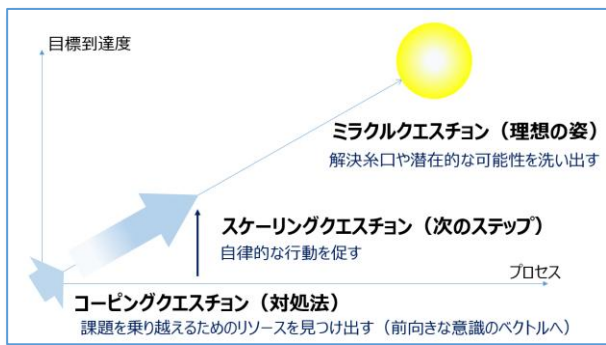 目標到達度
ミラクルクエスチョン（理想の姿）
解決糸口や潜在的な可能性を洗い出す
スケーリングクエスチョン（次のステップ）
自律的な行動を促す
プロセス
コーピングクエスチョン（対処法）
課題を乗り越えるためのリソースを見つけ出す（前向きな意識のベクトルへ）